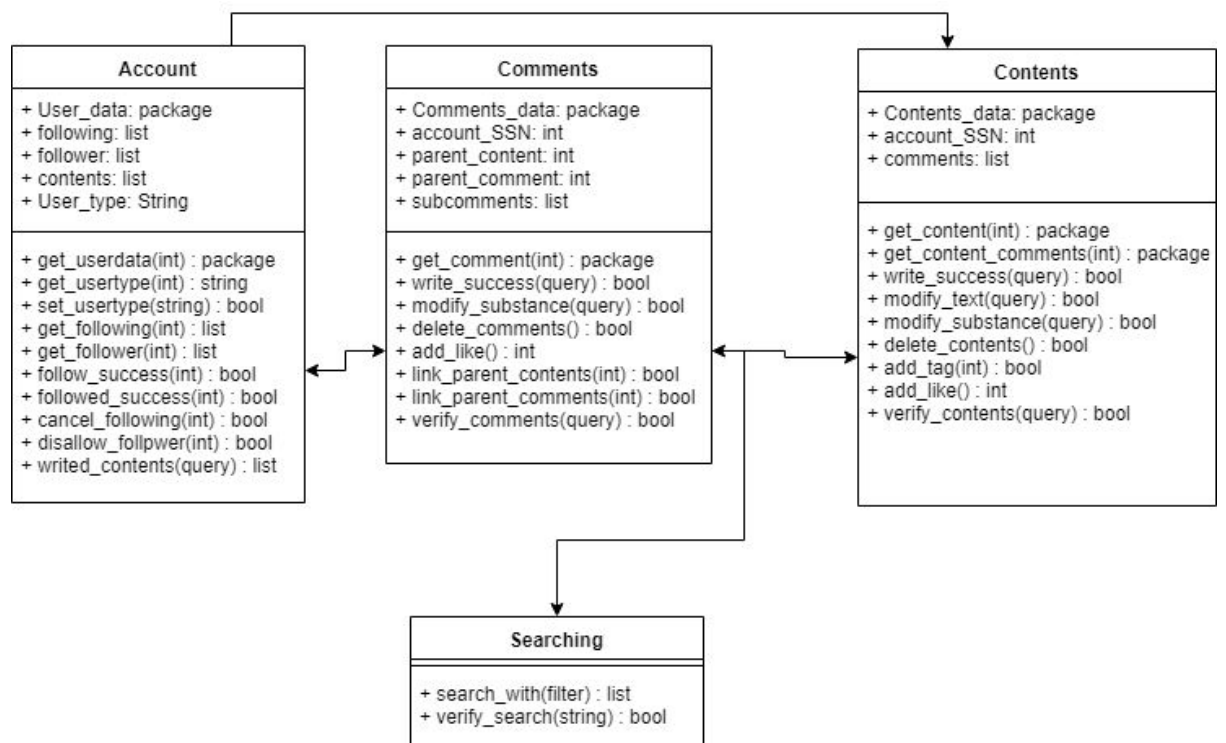 Account
+ User_data: package
+ following: list
+ follower: list
+ contents: list
+ User_type: String
+ get_userdata(int) : package
+ get_usertype(int) : string
+ set_usertype(string) : bool
+ get_following(int) : list
+ get_follower(int) : list
+ follow_success(int) : bool
+ followed_success(int) : bool
+ cancel_following(int) : bool
+ disallow_follpwer(int) : bool
+ writed_contents(query) : list
Comments
+ Comments_data: package
+ account_SSN: int
+ parent_content: int
+ parent_comment: int
+ subcomments: list
+ get_comment(int) : package
+ write_success(query) : bool
+ modify_substance(query) : bool
+ delete_comments() : bool
+ add_like() : int
+ link_parent_contents(int) : bool
+ link_parent_comments(int) : bool
+ verify_comments(query) : bool
Contents
+ Contents_data: package
+ account_SSN: int
+ comments: list
+ get_content(int) : package
+ get_content_comments(int) : package
+ write_success(query) : bool
+ modify_text(query) : bool
+ modify_substance(query) : bool
+ delete_contents() : bool
+ add_tag(int) : bool
+ add_like() : int
+ verify_contents(query) : bool
Searching
+ search_with(filter) : list
+ verify_search(string) : bool